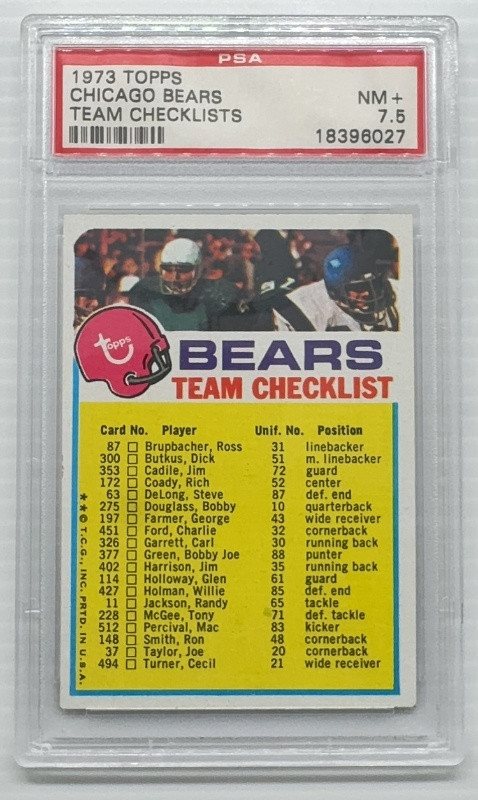 PSA
1973 TOPPS
CHICAGO BEARS NM+
TEAM CHECKLISTS 7.5
18396027
topps
BEARS
TEAM CHECKLIST
Card No. Player Unif. No. Position
87 Brupbacher, Ross 31 linebacker
300 Butkus, Dick 51 m. linebacker
353 Cadile, Jim 72 guard
172 Coady, Rich 52 center
63 DeLong, Steve 87 def. end
275 Douglass, Bobby 10 quarterback
197 Farmer, George 43 wide receiver
451 Ford, Charlie 32 cornerback
326 Garrett, Carl 30 running back
377 Green, Bobby Joe 88 punter
402 Harrison, Jim 35 running back
114 Holloway, Glen 61 guard
427 Holman, Willie 85 def. end
11 Jackson, Randy 65 tackle
228 McGee, Tony 71 def. tackle
512 Percival, Mac 83 kicker
148 Smith, Ron 48 cornerback
37 Taylor, Joe 20 cornerback
494 Turner, Cecil 21 wide receiver
**© T.C.G., INC. PRTD. IN U.S.A.